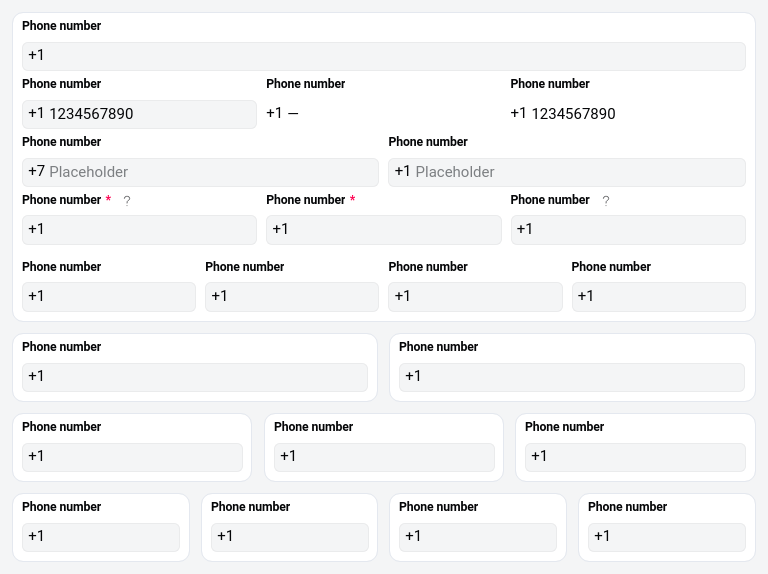 Phone number
+1
Phone number Phone number Phone number
+1 1234567890 +1 — +1 1234567890
Phone number Phone number
+7 Placeholder +1 Placeholder
Phone number * ? Phone number * Phone number ?
+1 +1 +1
Phone number Phone number Phone number Phone number
+1 +1 +1 +1
Phone number Phone number
+1 +1
Phone number Phone number Phone number
+1 +1 +1
Phone number Phone number Phone number Phone number
+1 +1 +1 +1